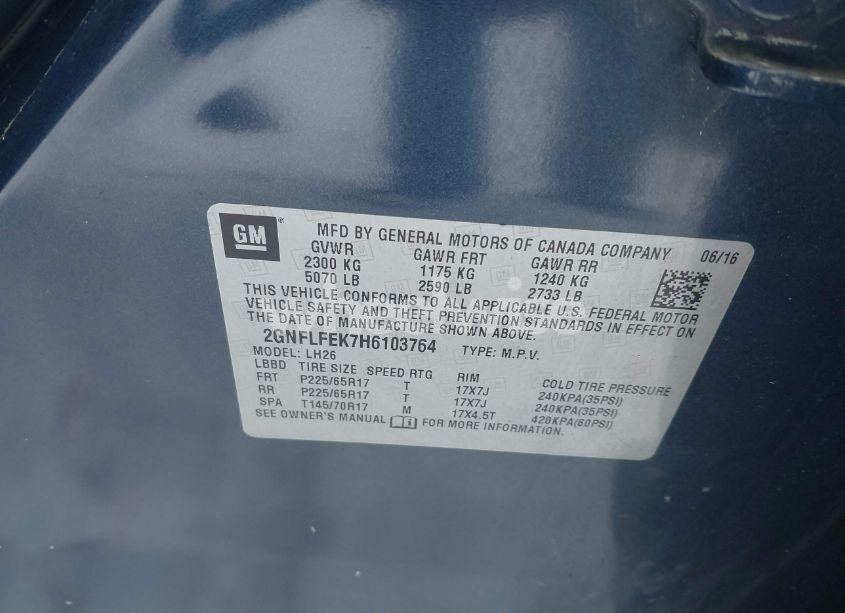 GM
MFD BY GENERAL MOTORS OF CANADA COMPANY 06/16
GVWR GAWR FRT GAWR RR
2300 KG 1175 KG 1240 KG
5070 LB 2590 LB 2733 LB
THIS VEHICLE CONFORMS TO ALL APPLICABLE U.S. FEDERAL MOTOR
VEHICLE SAFETY AND THEFT PREVENTION STANDARDS IN EFFECT ON
THE DATE OF MANUFACTURE SHOWN ABOVE.
2GNFLFEK7H6103764 TYPE: M.P.V.
MODEL: LH26
LBBD TIRE SIZE SPEED RTG RIM COLD TIRE PRESSURE
FRT P225/65R17 T 17X7J 240KPA(35PSI)
RR P225/65R17 T 17X7J 240KPA(35PSI)
SPA T145/70R17 M 17X4.5T 420KPA(60PSI)
SEE OWNER'S MANUAL FOR MORE INFORMATION.